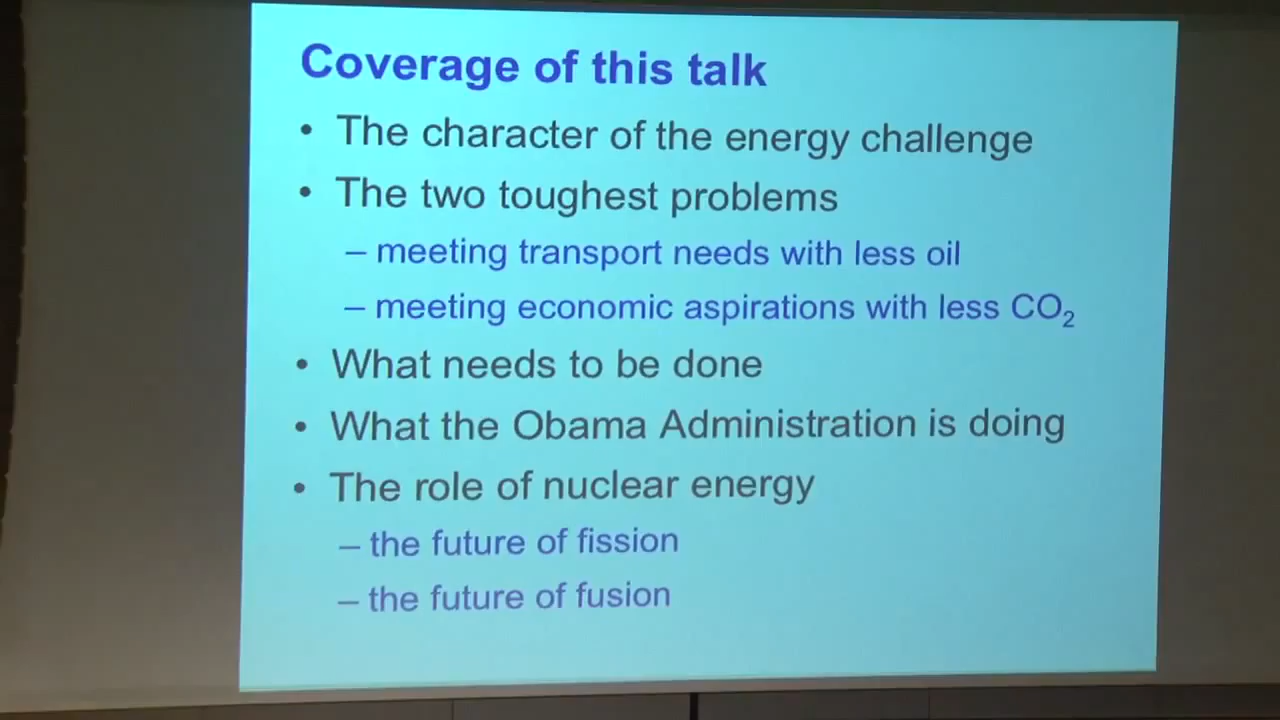 Coverage of this talk
• The character of the energy challenge
• The two toughest problems
– meeting transport needs with less oil
– meeting economic aspirations with less CO₂
• What needs to be done
• What the Obama Administration is doing
• The role of nuclear energy
– the future of fission
– the future of fusion